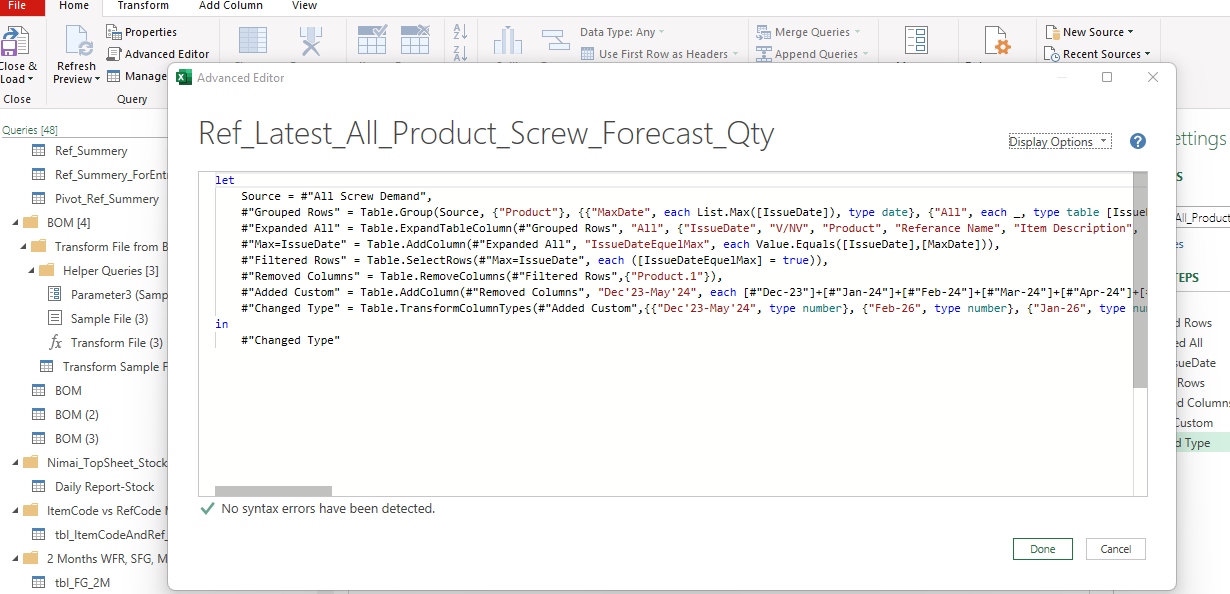 File Home Transform Add Column View
Close &
Load
Close
Refresh
Preview
Properties
Advanced Editor
Manage
Query
Data Type: Any
Use First Row as Headers
Merge Queries
Append Queries
New Source
Recent Sources
Queries [48]
Ref_Summery
Ref_Summery_ForEnt
Pivot_Ref_Summery
BOM [4]
Transform File from B
Helper Queries [3]
Parameter3 (Samp
Sample File (3)
fx Transform File (3)
Transform Sample F
BOM
BOM (2)
BOM (3)
Nimai_TopSheet_Stock
Daily Report-Stock
ItemCode vs RefCode
tbl_ItemCodeAndRef_
2 Months WFR, SFG, M
tbl_FG_2M
Advanced Editor
Ref_Latest_All_Product_Screw_Forecast_Qty
Display Options
?
let
Source = #"All Screw Demand",
#"Grouped Rows" = Table.Group(Source, {"Product"}, {{"MaxDate", each List.Max([IssueDate]), type date}, {"All", each _, type table [Issue
#"Expanded All" = Table.ExpandTableColumn(#"Grouped Rows", "All", {"IssueDate", "V/NV", "Product", "Referance Name", "Item Description",
#"Max=IssueDate" = Table.AddColumn(#"Expanded All", "IssueDateEquelMax", each Value.Equals([IssueDate],[MaxDate])),
#"Filtered Rows" = Table.SelectRows(#"Max=IssueDate", each ([IssueDateEquelMax] = true)),
#"Removed Columns" = Table.RemoveColumns(#"Filtered Rows",{"Product.1"}),
#"Added Custom" = Table.AddColumn(#"Removed Columns", "Dec'23-May'24", each [#"Dec-23"]+[#"Jan-24"]+[#"Feb-24"]+[#"Mar-24"]+[#"Apr-24"]+[
#"Changed Type" = Table.TransformColumnTypes(#"Added Custom",{{"Dec'23-May'24", type number}, {"Feb-26", type number}, {"Jan-26", type num
in
#"Changed Type"
No syntax errors have been detected.
Done Cancel
ettings
S
All_Product
es
TEPS
d Rows
ed All
sueDate
Rows
d Columns
Custom
d Type